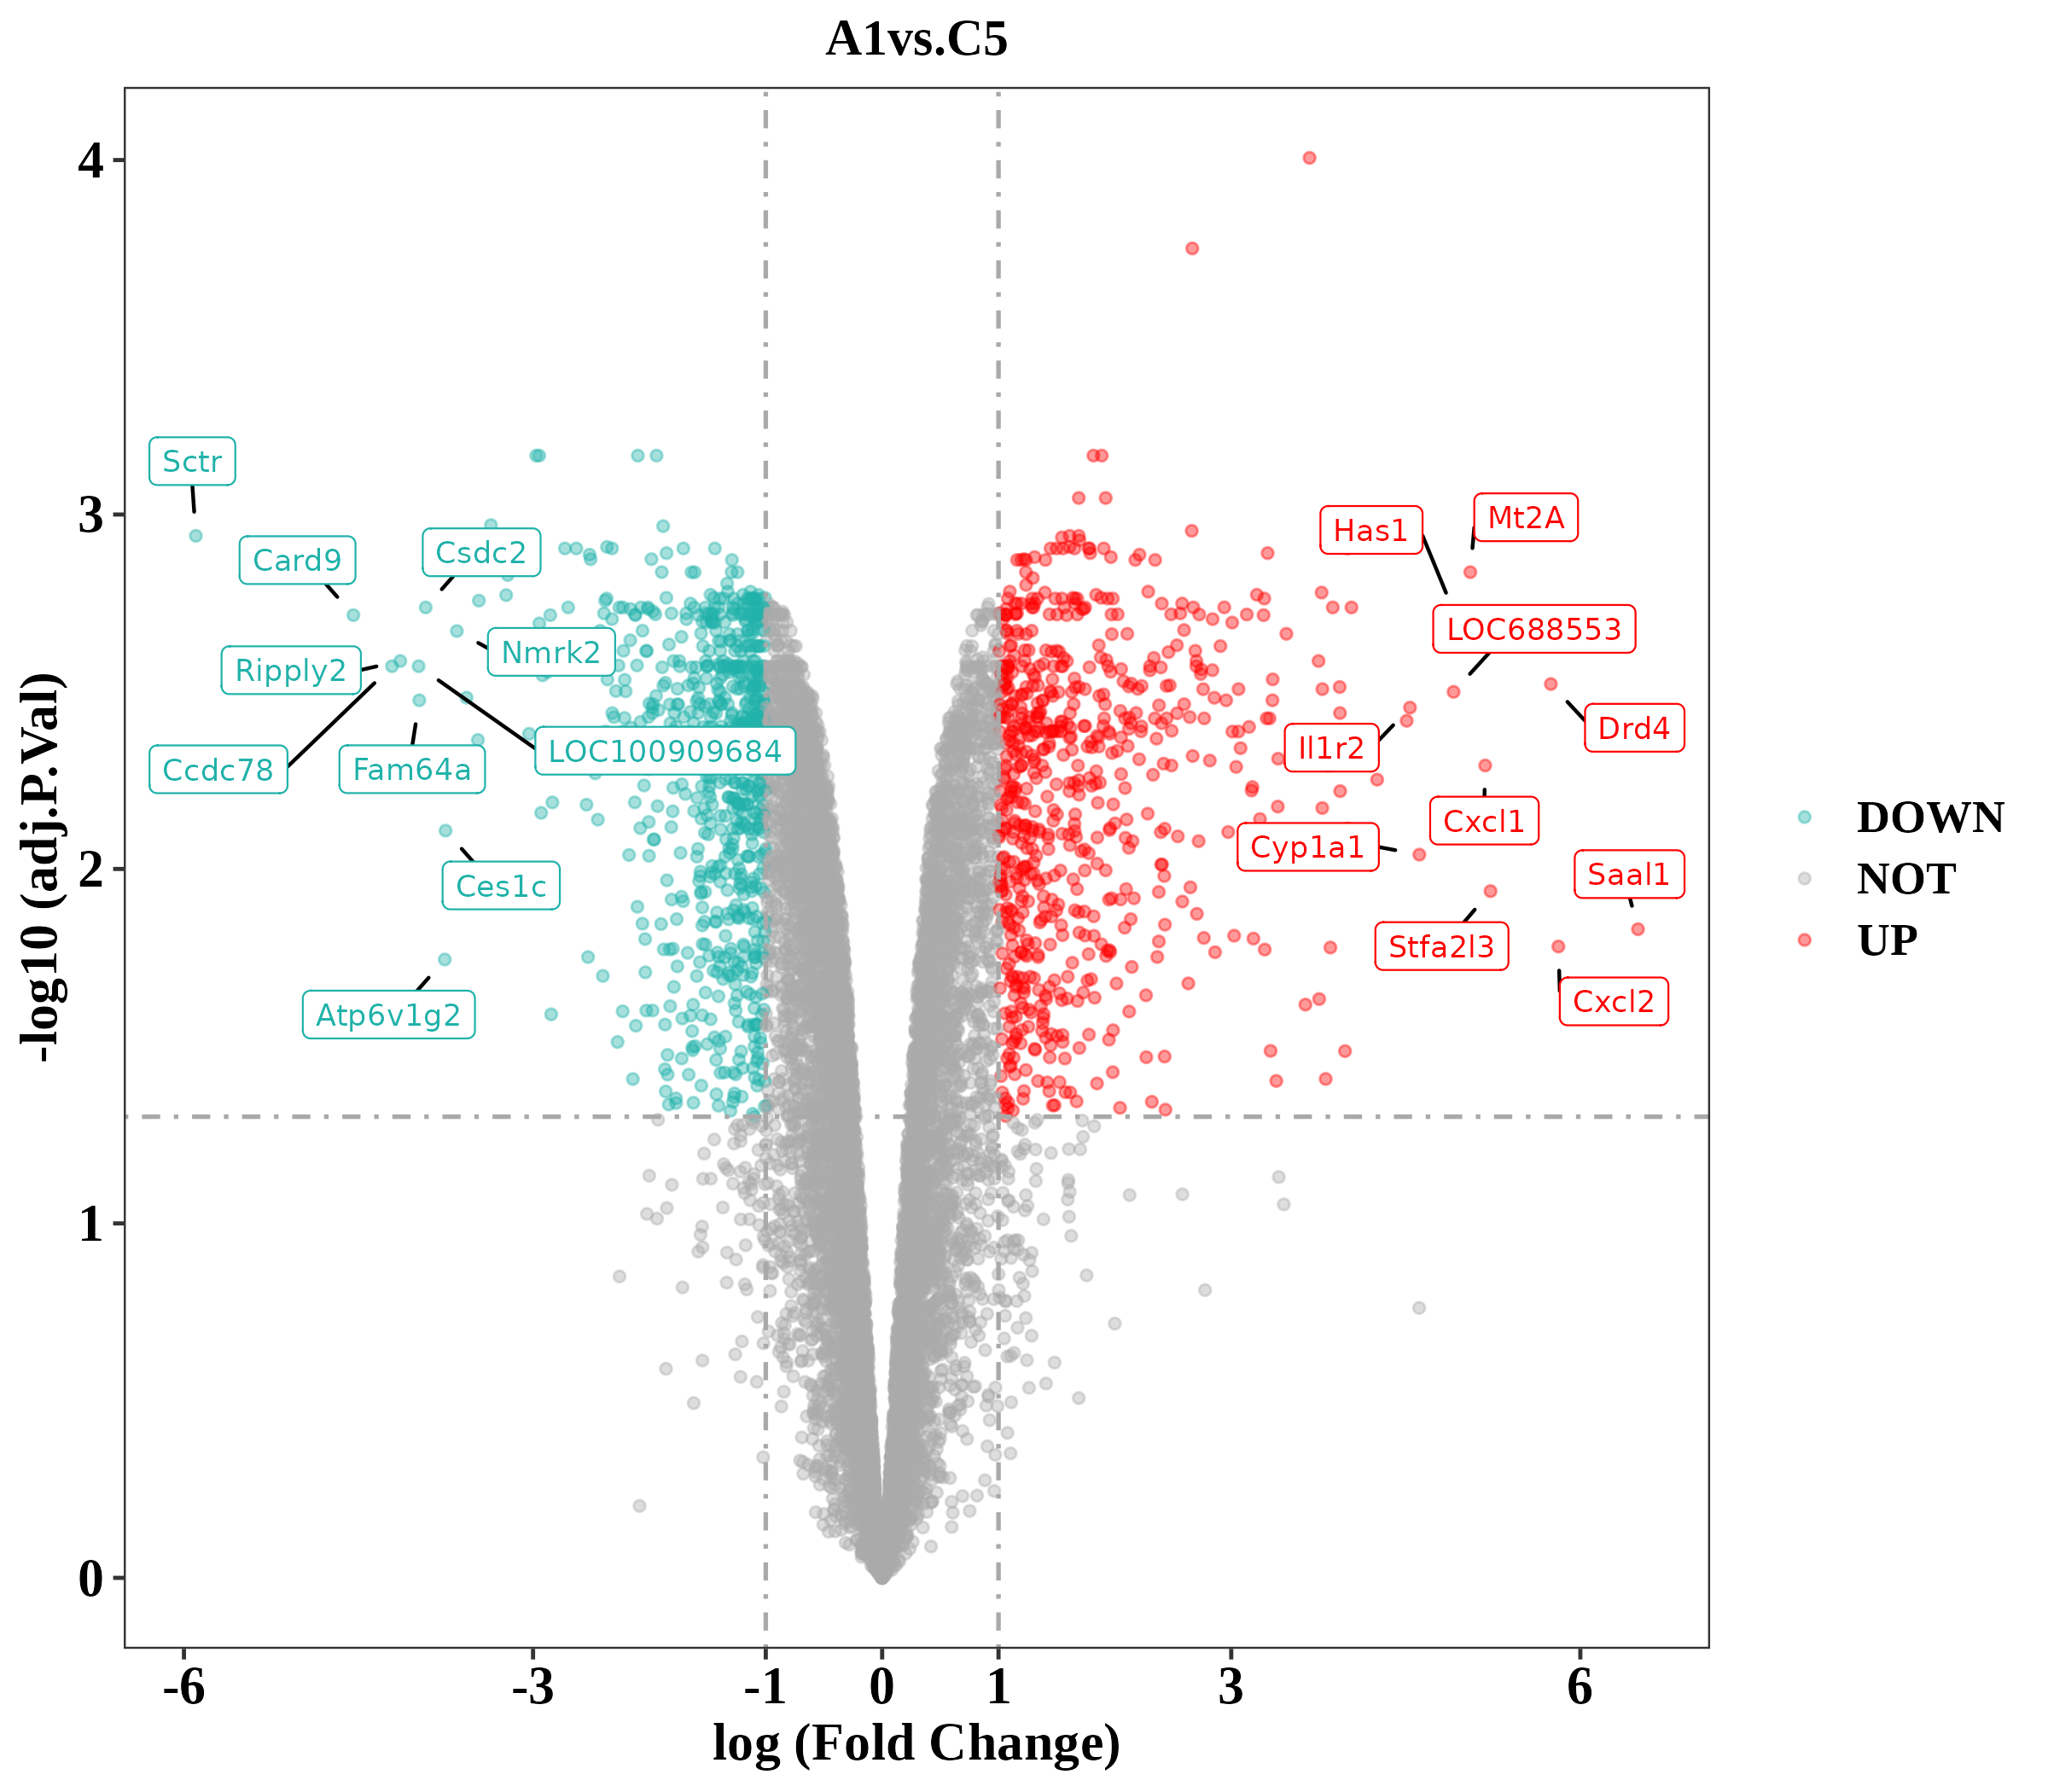 A1vs.C5
4
3
2
1
0
-log10 (adj.P.Val)
Sctr
Card9
Csdc2
Ripply2
Nmrk2
Ccdc78
Fam64a
LOC100909684
Ces1c
Atp6v1g2
Has1
Mt2A
LOC688553
Drd4
Il1r2
Cxcl1
Cyp1a1
Saal1
Stfa2l3
Cxcl2
DOWN
NOT
UP
-6
-3
-1
0
1
3
6
log (Fold Change)